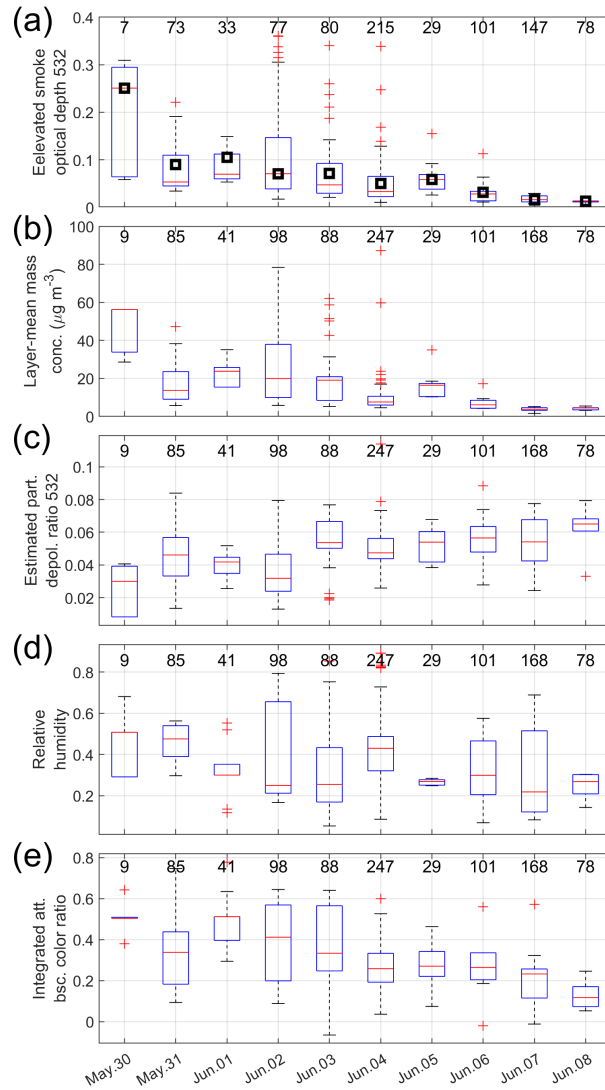 (a)
7 73 33 77 80 215 29 101 147 78
0.4
0.3
0.2
0.1
0
Eelevated smoke
optical depth 532
(b)
9 85 41 98 88 247 29 101 168 78
100
80
60
40
20
0
Layer-mean mass
conc. (μg m⁻³)
(c)
9 85 41 98 88 247 29 101 168 78
0.1
0.08
0.06
0.04
0.02
Estimated part.
depol. ratio 532
(d)
9 85 41 98 88 247 29 101 168 78
0.8
0.6
0.4
0.2
Relative
humidity
(e)
9 85 41 98 88 247 29 101 168 78
0.8
0.6
0.4
0.2
0
Integrated att.
bsc. color ratio
May.30 May.31 Jun.01 Jun.02 Jun.03 Jun.04 Jun.05 Jun.06 Jun.07 Jun.08